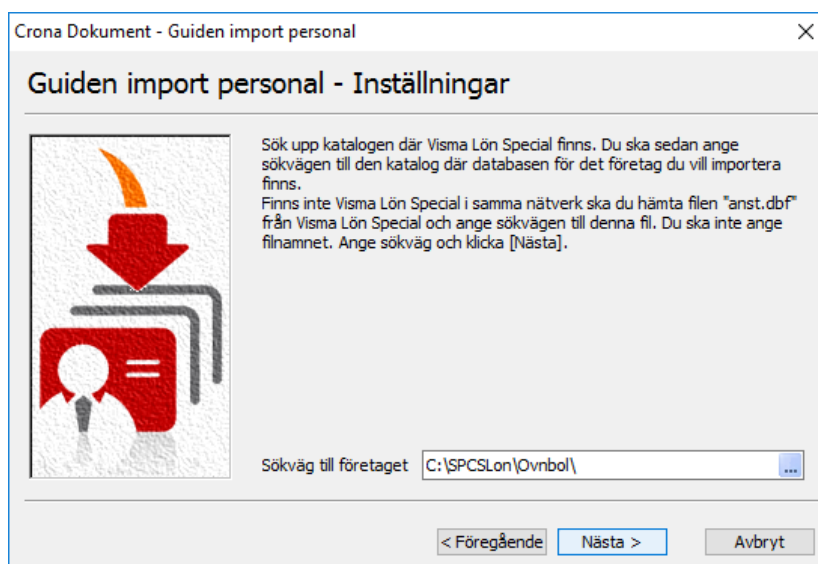 Crona Dokument - Guiden import personal
Guiden import personal - Inställningar
Sök upp katalogen där Visma Lön Special finns. Du ska sedan ange
sökvägen till den katalog där databasen för det företag du vill importera
finns.
Finns inte Visma Lön Special i samma nätverk ska du hämta filen "anst.dbf"
från Visma Lön Special och ange sökvägen till denna fil. Du ska inte ange
filnamnet. Ange sökväg och klicka [Nästa].
Sökväg till företaget C:\SPCSLon\Ovnbol\ ...
< Föregående Nästa > Avbryt